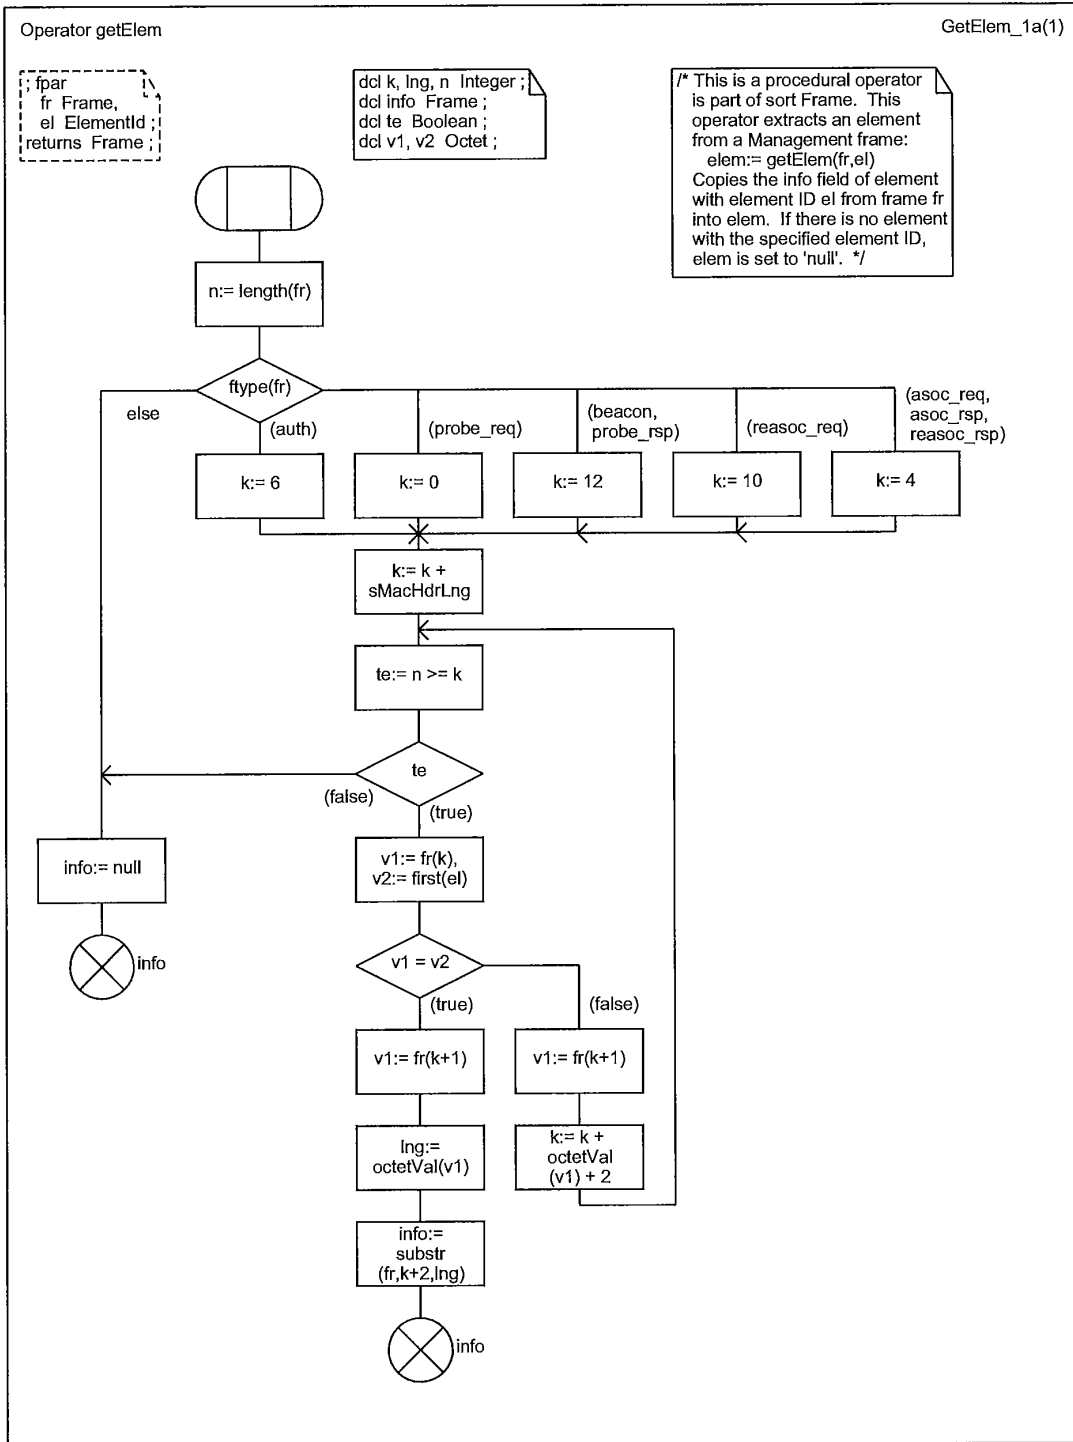 Operator getElem
GetElem_1a(1)
; fpar
fr Frame,
el ElementId ;
returns Frame ;
dcl k, lng, n Integer ;
dcl info Frame ;
dcl te Boolean ;
dcl v1, v2 Octet ;
/* This is a procedural operator
is part of sort Frame. This
operator extracts an element
from a Management frame:
elem:= getElem(fr,el)
Copies the info field of element
with element ID el from frame fr
into elem. If there is no element
with the specified element ID,
elem is set to 'null'. */
n:= length(fr)
ftype(fr)
else
(auth)
(probe_req)
(beacon,
probe_rsp)
(reasoc_req)
(asoc_req,
asoc_rsp,
reasoc_rsp)
k:= 6
k:= 0
k:= 12
k:= 10
k:= 4
k:= k +
sMacHdrLng
te:= n >= k
te
(false)
(true)
info:= null
info
v1:= fr(k),
v2:= first(el)
v1 = v2
(true)
(false)
v1:= fr(k+1)
v1:= fr(k+1)
lng:=
octetVal(v1)
k:= k +
octetVal
(v1) + 2
info:=
substr
(fr,k+2,lng)
info